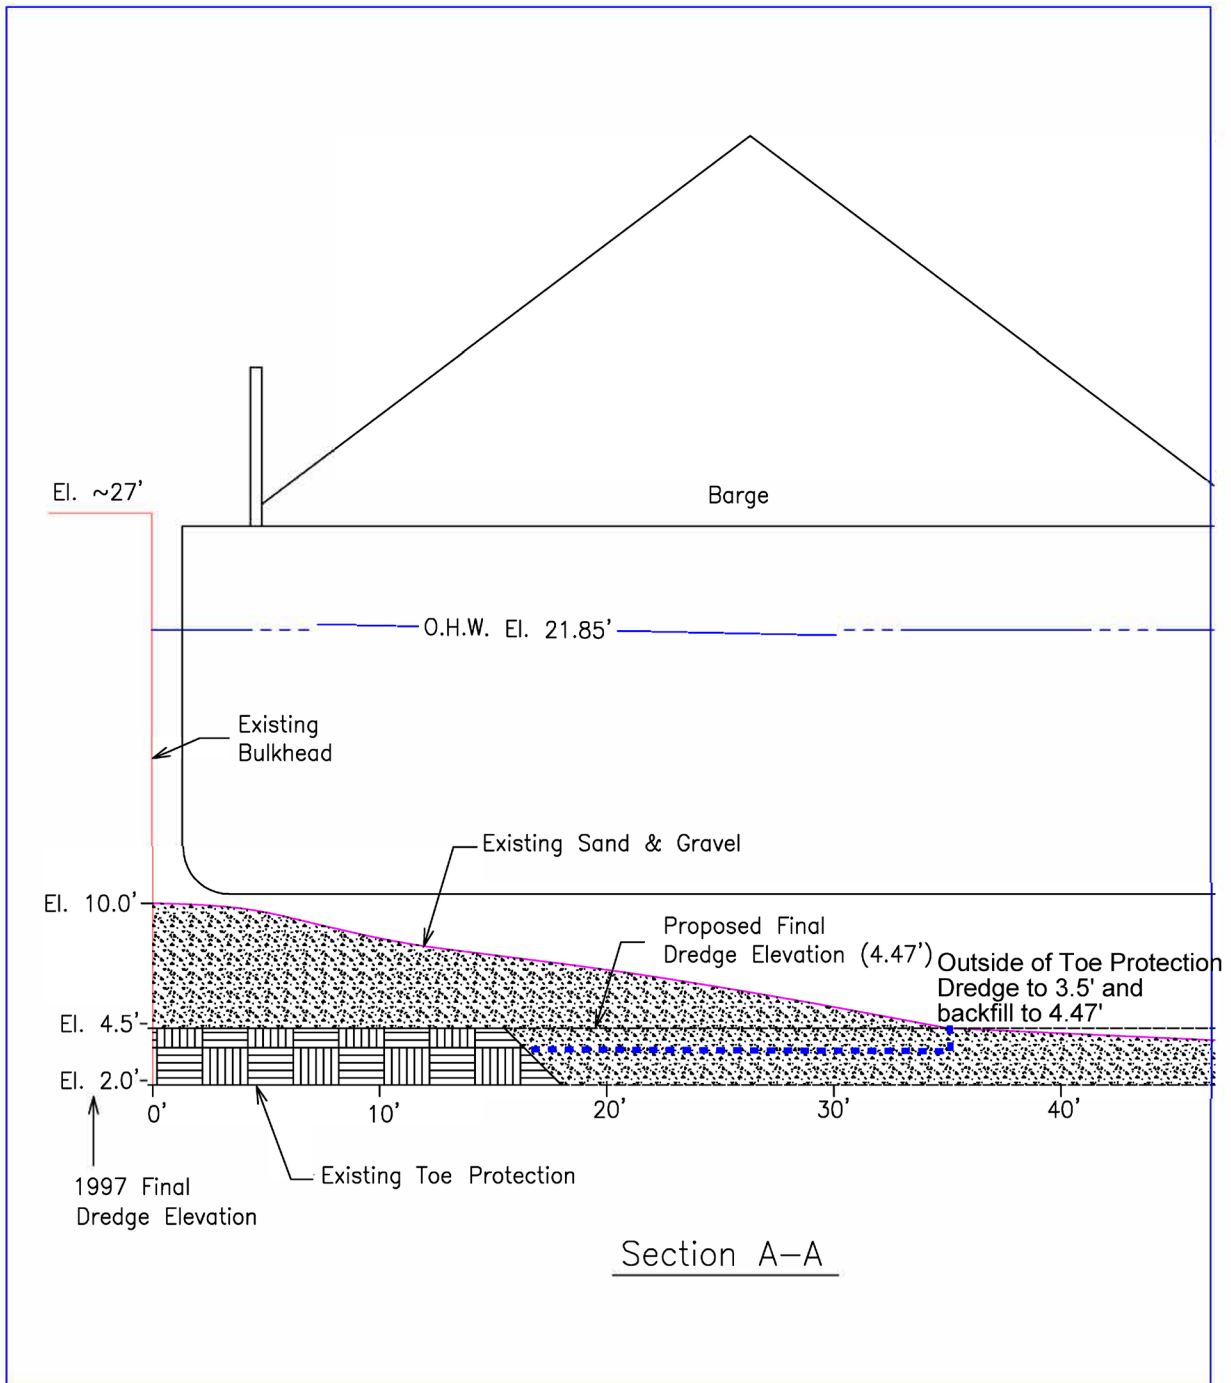 El. ~27'
Barge
O.H.W. El. 21.85'
Existing
Bulkhead
Existing Sand & Gravel
El. 10.0'
Proposed Final
Dredge Elevation (4.47')
Outside of Toe Protection
Dredge to 3.5' and
backfill to 4.47'
El. 4.5'
El. 2.0'
0'
10'
20'
30'
40'
Existing Toe Protection
1997 Final
Dredge Elevation
Section A-A